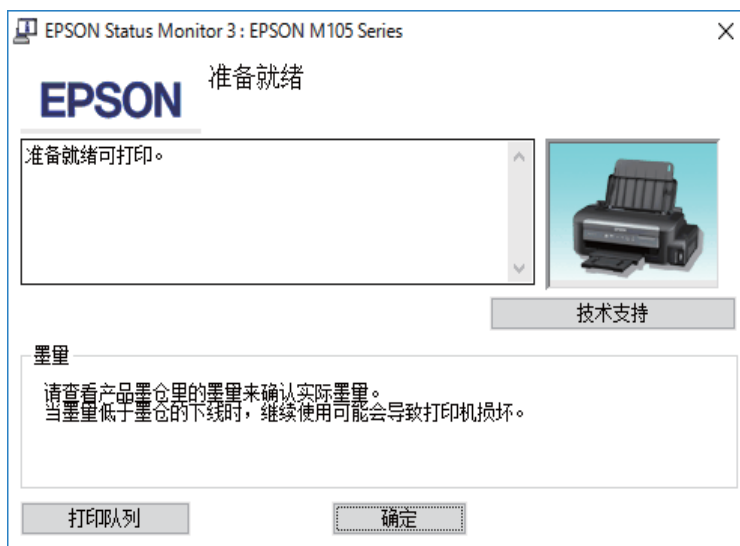 EPSON Status Monitor 3 : EPSON M105 Series
EPSON
准备就绪
准备就绪可打印。
技术支持
墨量
请查看产品墨仓里的墨量来确认实际墨量。
当墨量低于墨仓的下线时，继续使用可能会导致打印机损坏。
打印队列
确定